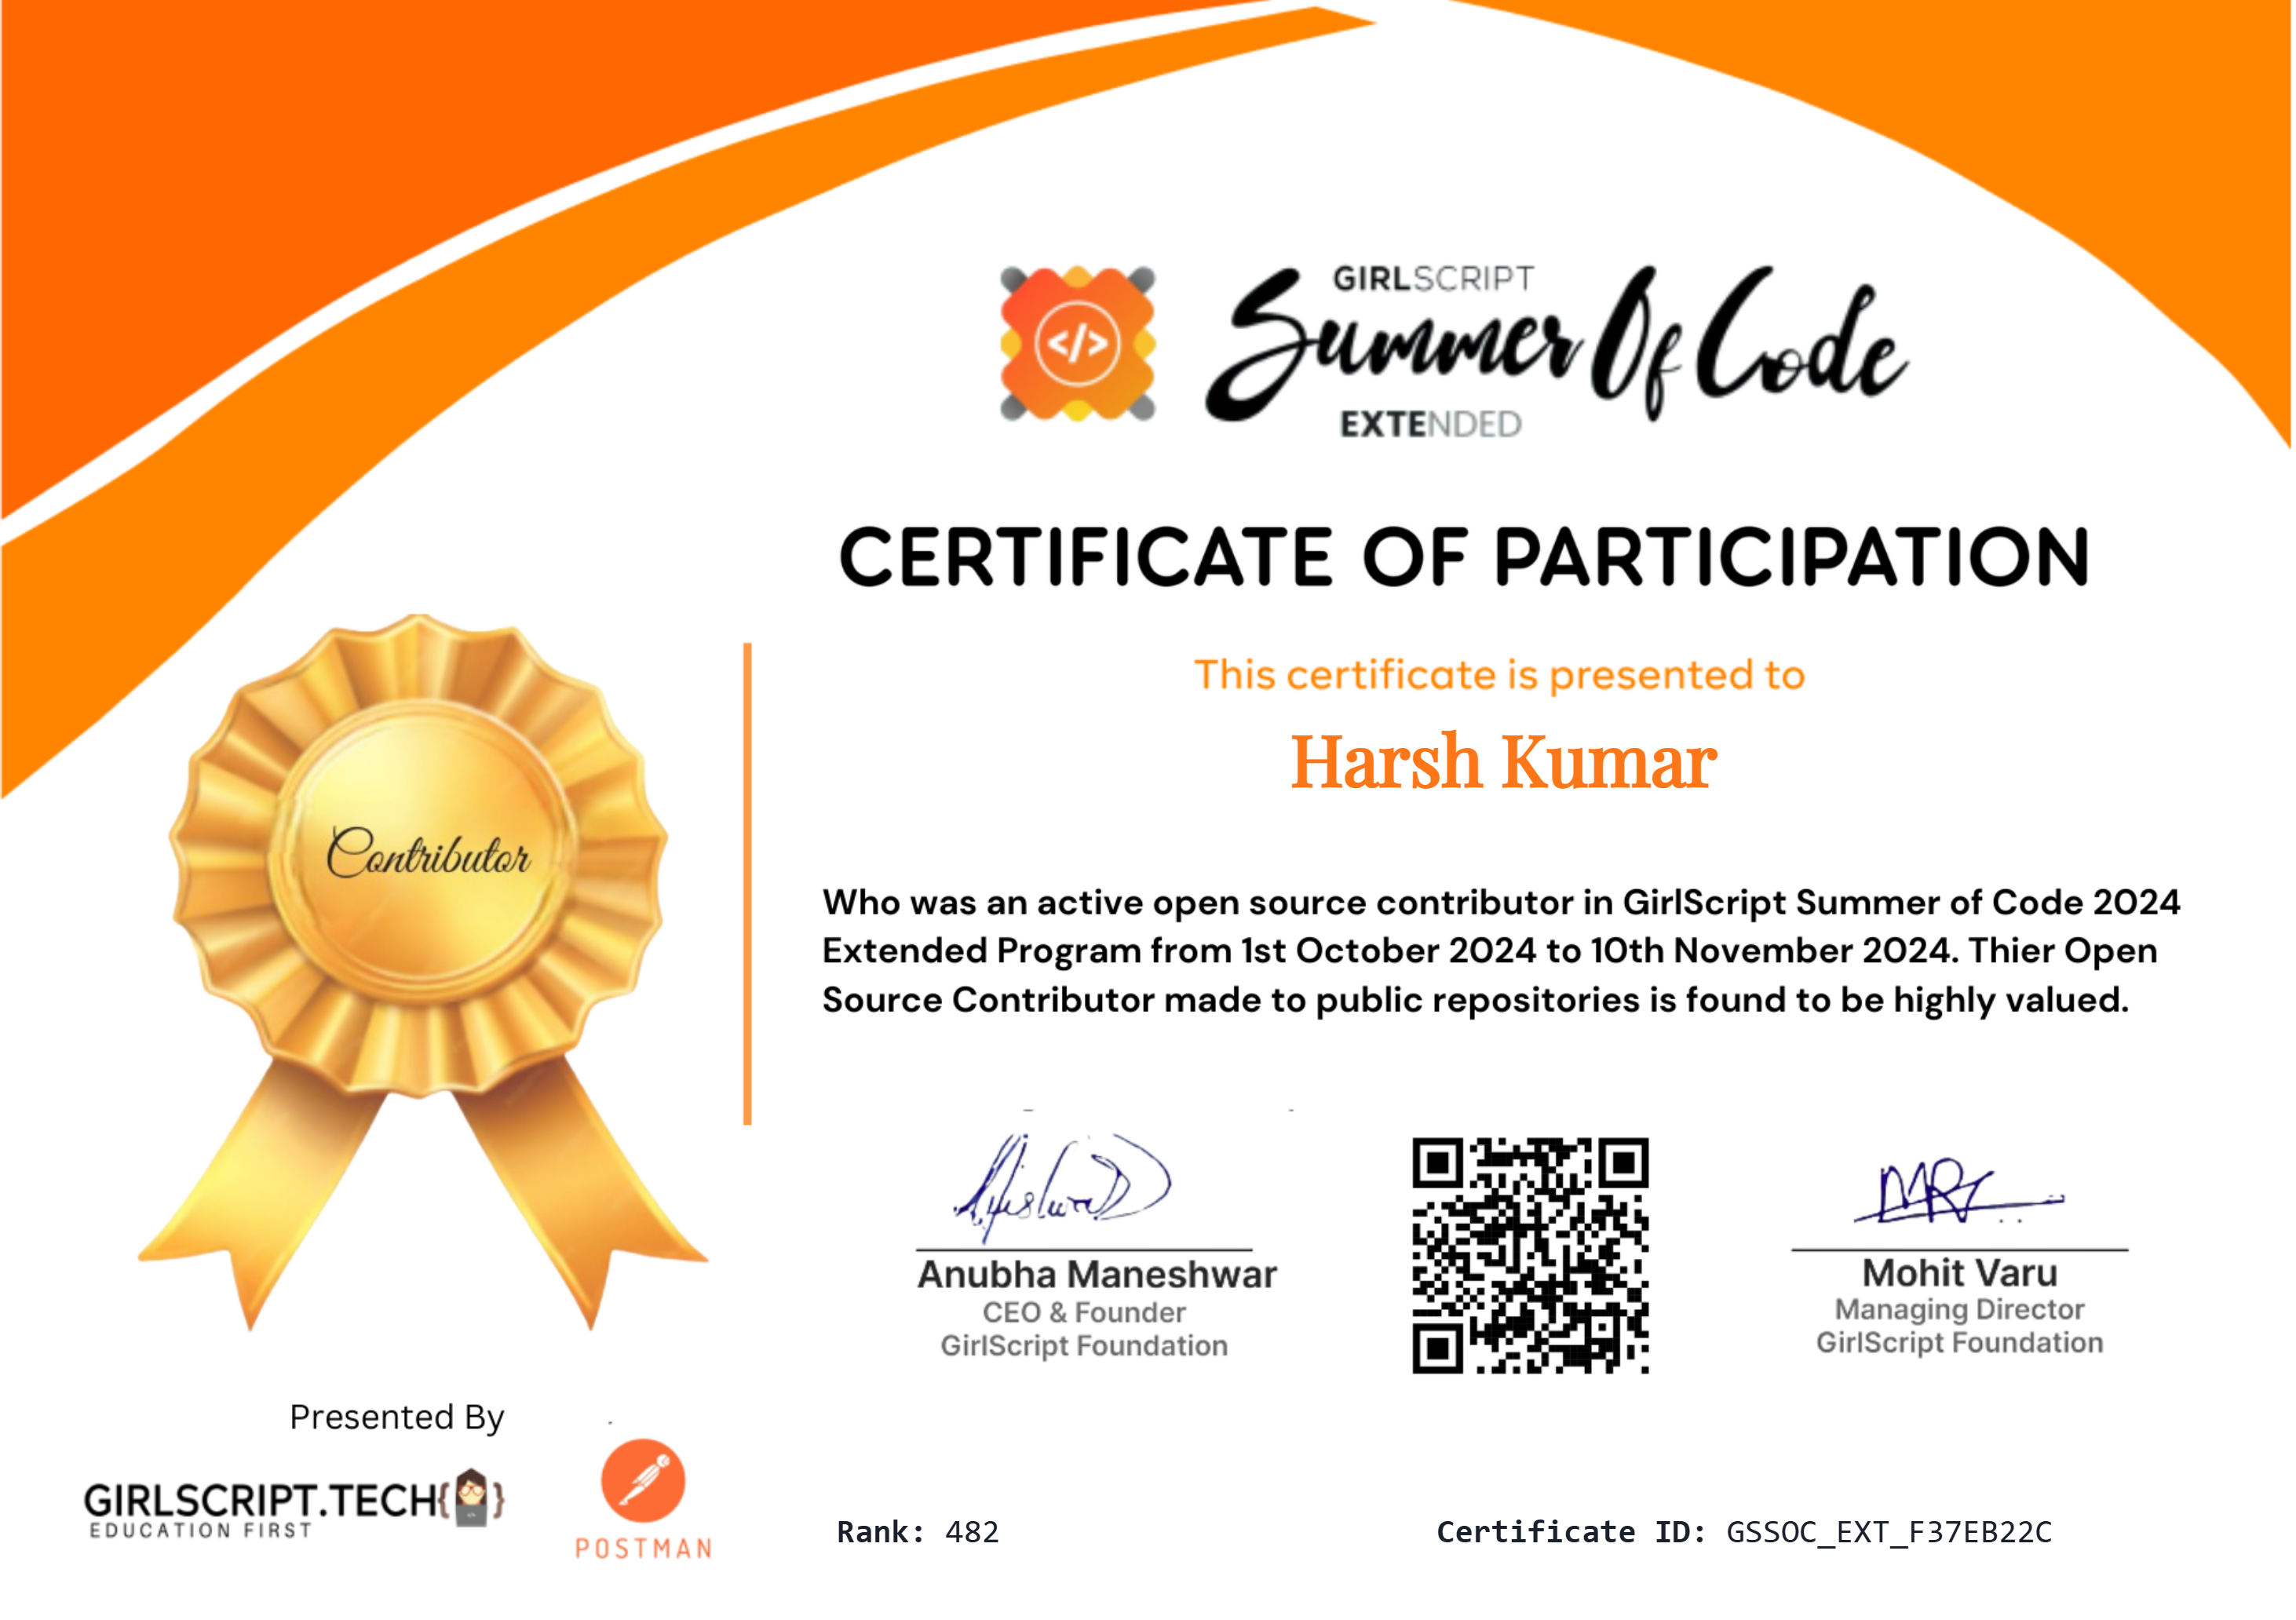 GIRLSCRIPT
Summer Of Code
EXTENDED
</>
CERTIFICATE OF PARTICIPATION
This certificate is presented to
Harsh Kumar
Contributor
Who was an active open source contributor in GirlScript Summer of Code 2024
Extended Program from 1st October 2024 to 10th November 2024. Thier Open
Source Contributor made to public repositories is found to be highly valued.
Anubha Maneshwar
CEO & Founder
GirlScript Foundation
Mohit Varu
Managing Director
GirlScript Foundation
Presented By
GIRLSCRIPT.TECH{}
EDUCATION FIRST
POSTMAN
Rank: 482
Certificate ID: GSSOC_EXT_F37EB22C